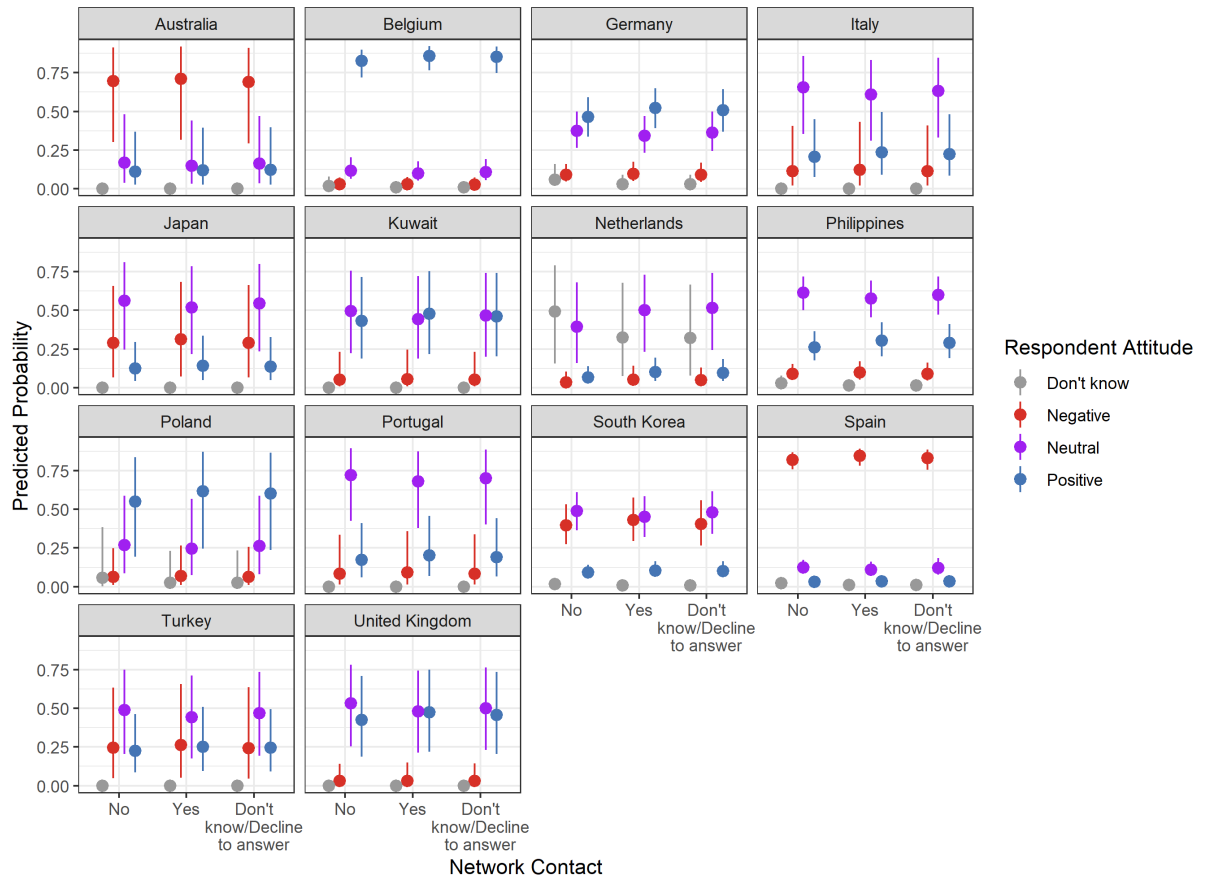 Australia
Belgium
Germany
Italy
0.75
0.50
0.25
0.00
Japan
Kuwait
Netherlands
Philippines
0.75
0.50
0.25
0.00
Poland
Portugal
South Korea
Spain
0.75
0.50
0.25
0.00
No
Yes
Don't
know/Decline
to answer
No
Yes
Don't
know/Decline
to answer
Turkey
United Kingdom
0.75
0.50
0.25
0.00
No
Yes
Don't
know/Decline
to answer
No
Yes
Don't
know/Decline
to answer
Network Contact
Predicted Probability
Respondent Attitude
Don't know
Negative
Neutral
Positive